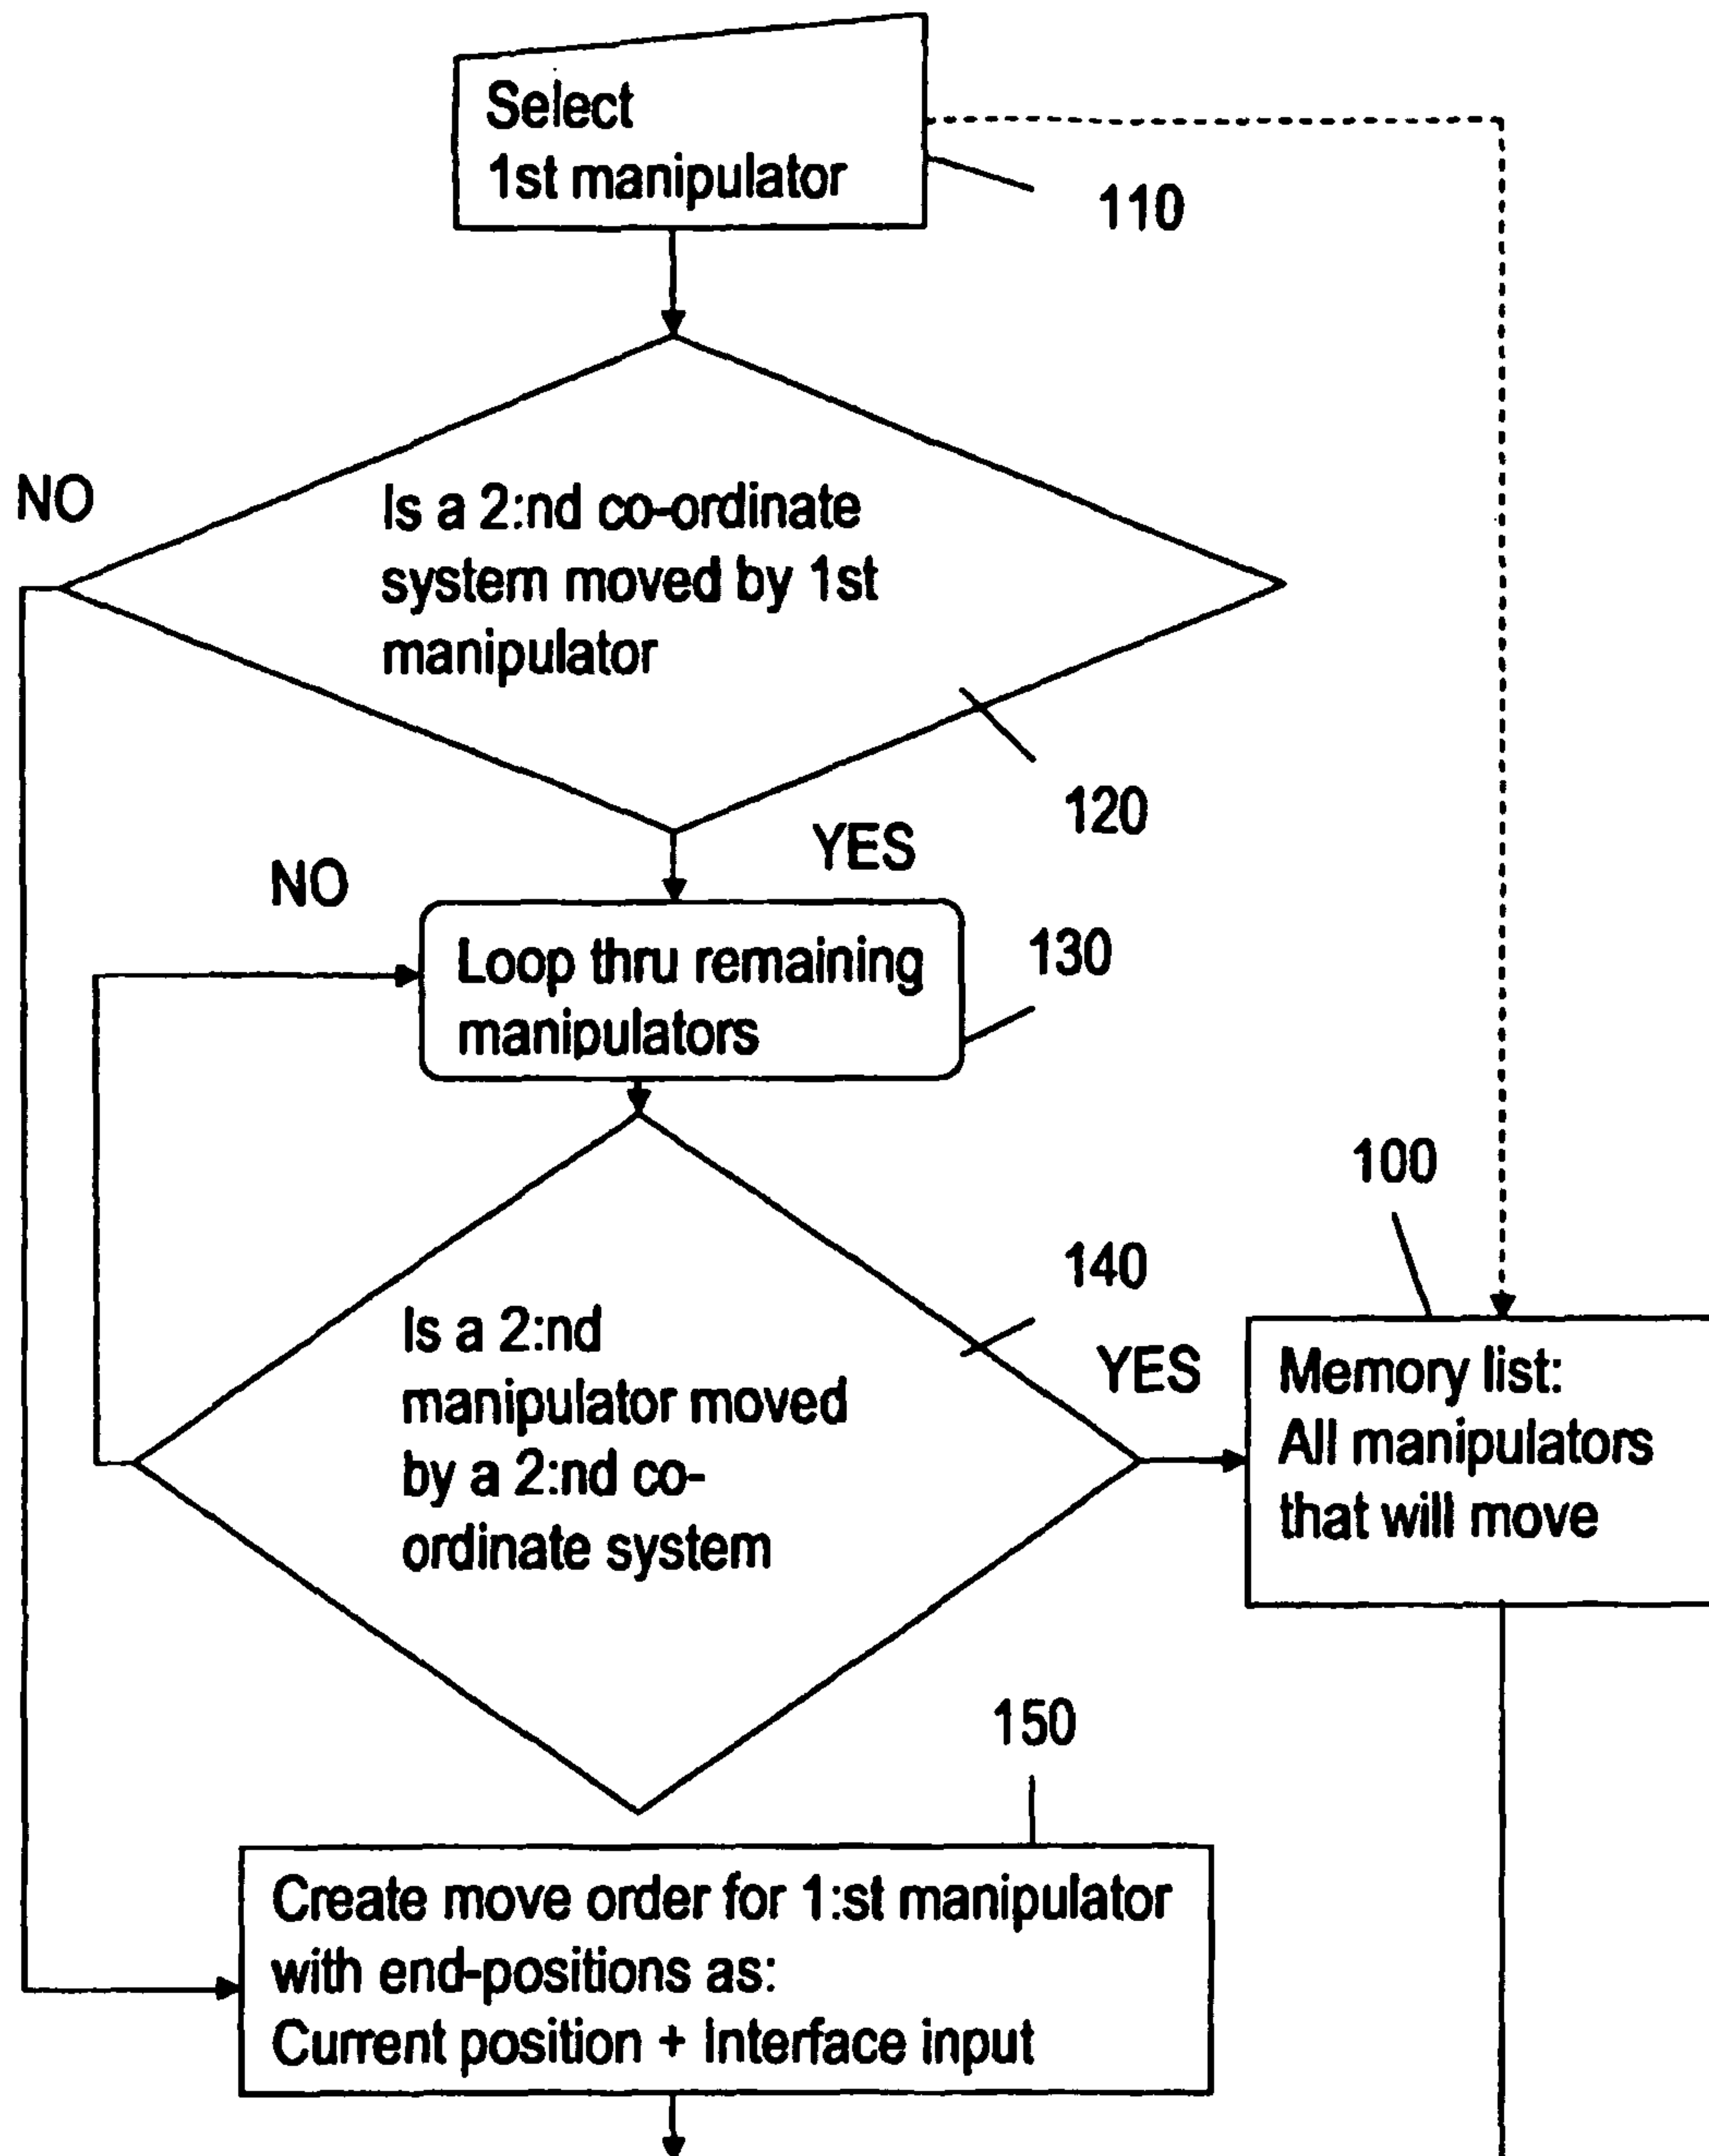 Select
1st manipulator
110
NO
Is a 2:nd co-ordinate
system moved by 1st
manipulator
120
YES
NO
Loop thru remaining
manipulators
130
100
140
Is a 2:nd
manipulator moved
by a 2:nd co-
ordinate system
YES
Memory list:
All manipulators
that will move
150
Create move order for 1:st manipulator
with end-positions as:
Current position + Interface input